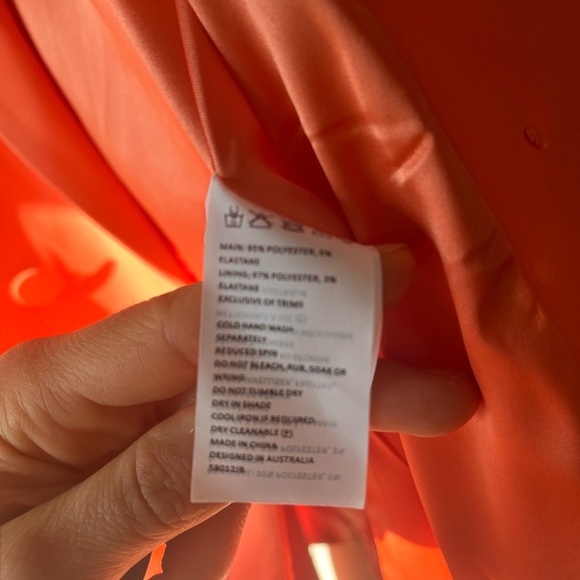 MAIN: 95% POLYESTER, 5%
ELASTANE
LINING: 97% POLYESTER, 3%
ELASTANE
EXCLUSIVE OF TRIMS
COLD HAND WASH
SEPARATELY
REDUCED SPIN
DO NOT BLEACH, RUB, SOAK OR
WRING
DO NOT TUMBLE DRY
DRY IN SHADE
COOL IRON IF REQUIRED
DRY CLEANABLE (P)
MADE IN CHINA
DESIGNED IN AUSTRALIA